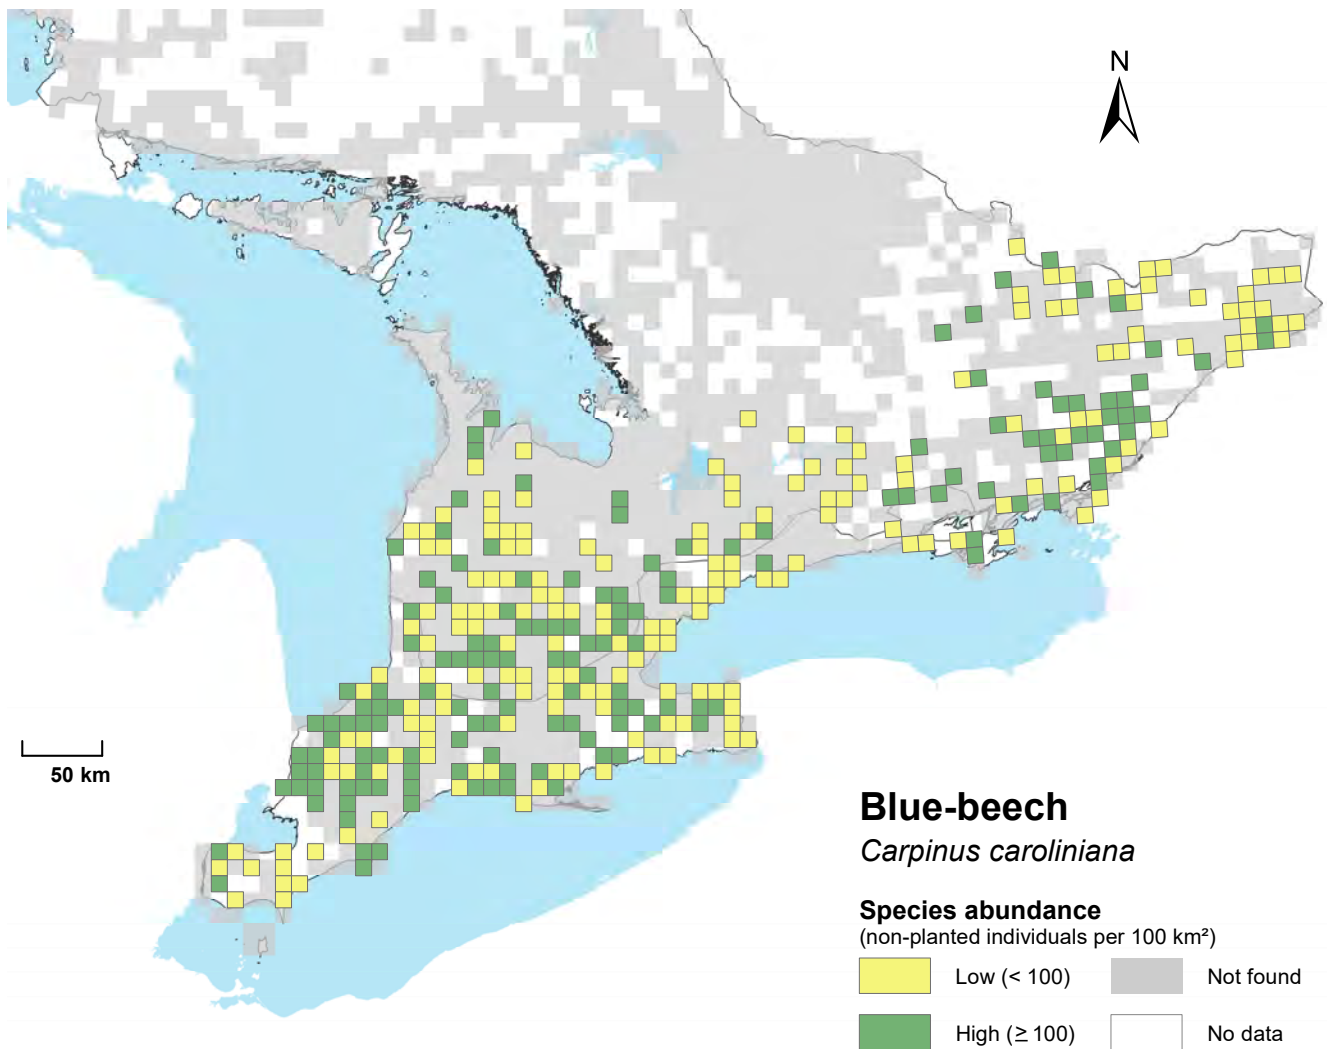 N
50 km
Blue-beech
Carpinus caroliniana
Species abundance
(non-planted individuals per 100 km²)
Low (< 100)
Not found
High (≥ 100)
No data